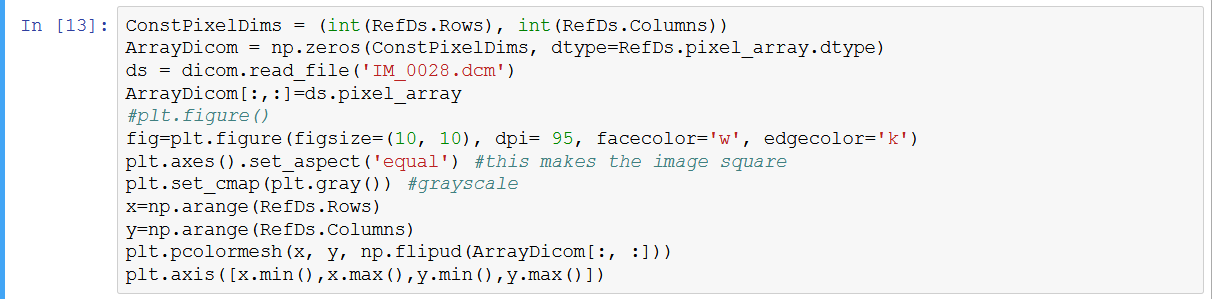 In [13]: ConstPixelDims = (int(RefDs.Rows), int(RefDs.Columns))
ArrayDicom = np.zeros(ConstPixelDims, dtype=RefDs.pixel_array.dtype)
ds = dicom.read_file('IM_0028.dcm')
ArrayDicom[:,:]=ds.pixel_array
#plt.figure()
fig=plt.figure(figsize=(10, 10), dpi= 95, facecolor='w', edgecolor='k')
plt.axes().set_aspect('equal') #this makes the image square
plt.set_cmap(plt.gray()) #grayscale
x=np.arange(RefDs.Rows)
y=np.arange(RefDs.Columns)
plt.pcolormesh(x, y, np.flipud(ArrayDicom[:, :]))
plt.axis([x.min(),x.max(),y.min(),y.max()])